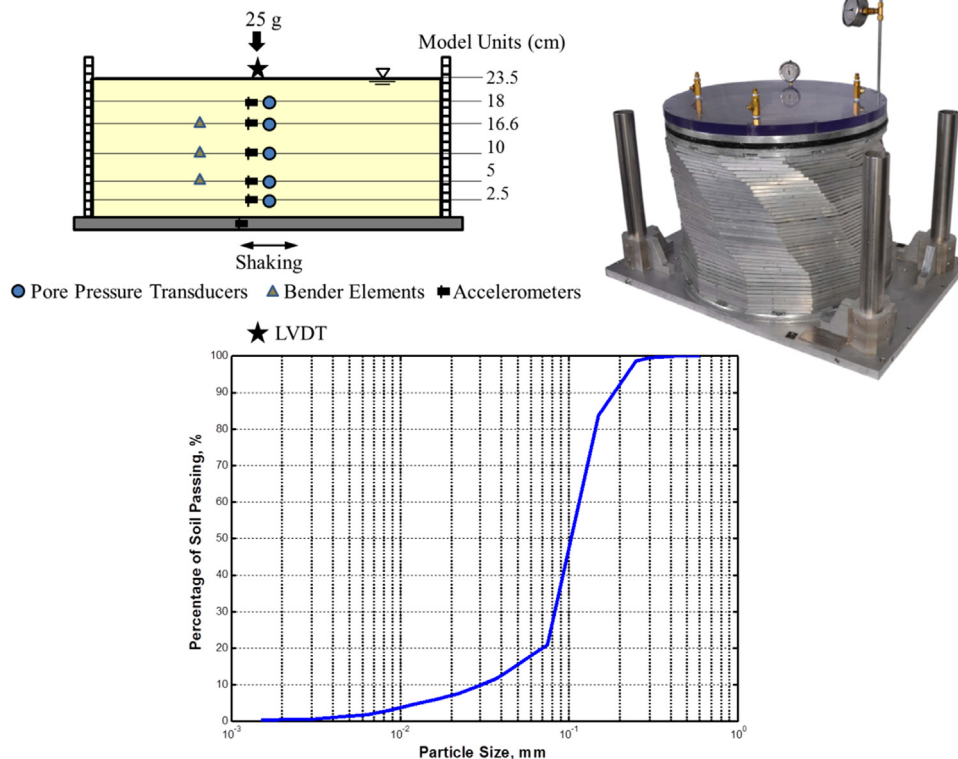 25 g
Model Units (cm)
23.5
18
16.6
10
5
2.5
Shaking
Pore Pressure Transducers Bender Elements Accelerometers
LVDT
Percentage of Soil Passing, %
100
90
80
70
60
50
40
30
20
10
0
10⁻³ 10⁻² 10⁻¹ 10⁰
Particle Size, mm